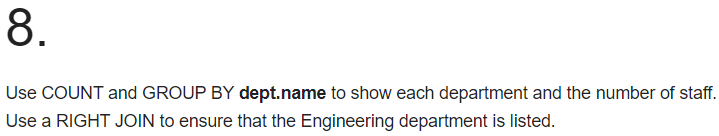 8.
Use COUNT and GROUP BY dept.name to show each department and the number of staff.
Use a RIGHT JOIN to ensure that the Engineering department is listed.